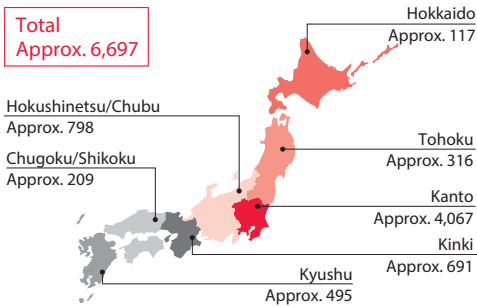 Total
Approx. 6,697
Hokkaido
Approx. 117
Hokushinetsu/Chubu
Approx. 798
Tohoku
Approx. 316
Chugoku/Shikoku
Approx. 209
Kanto
Approx. 4,067
Kinki
Approx. 691
Kyushu
Approx. 495